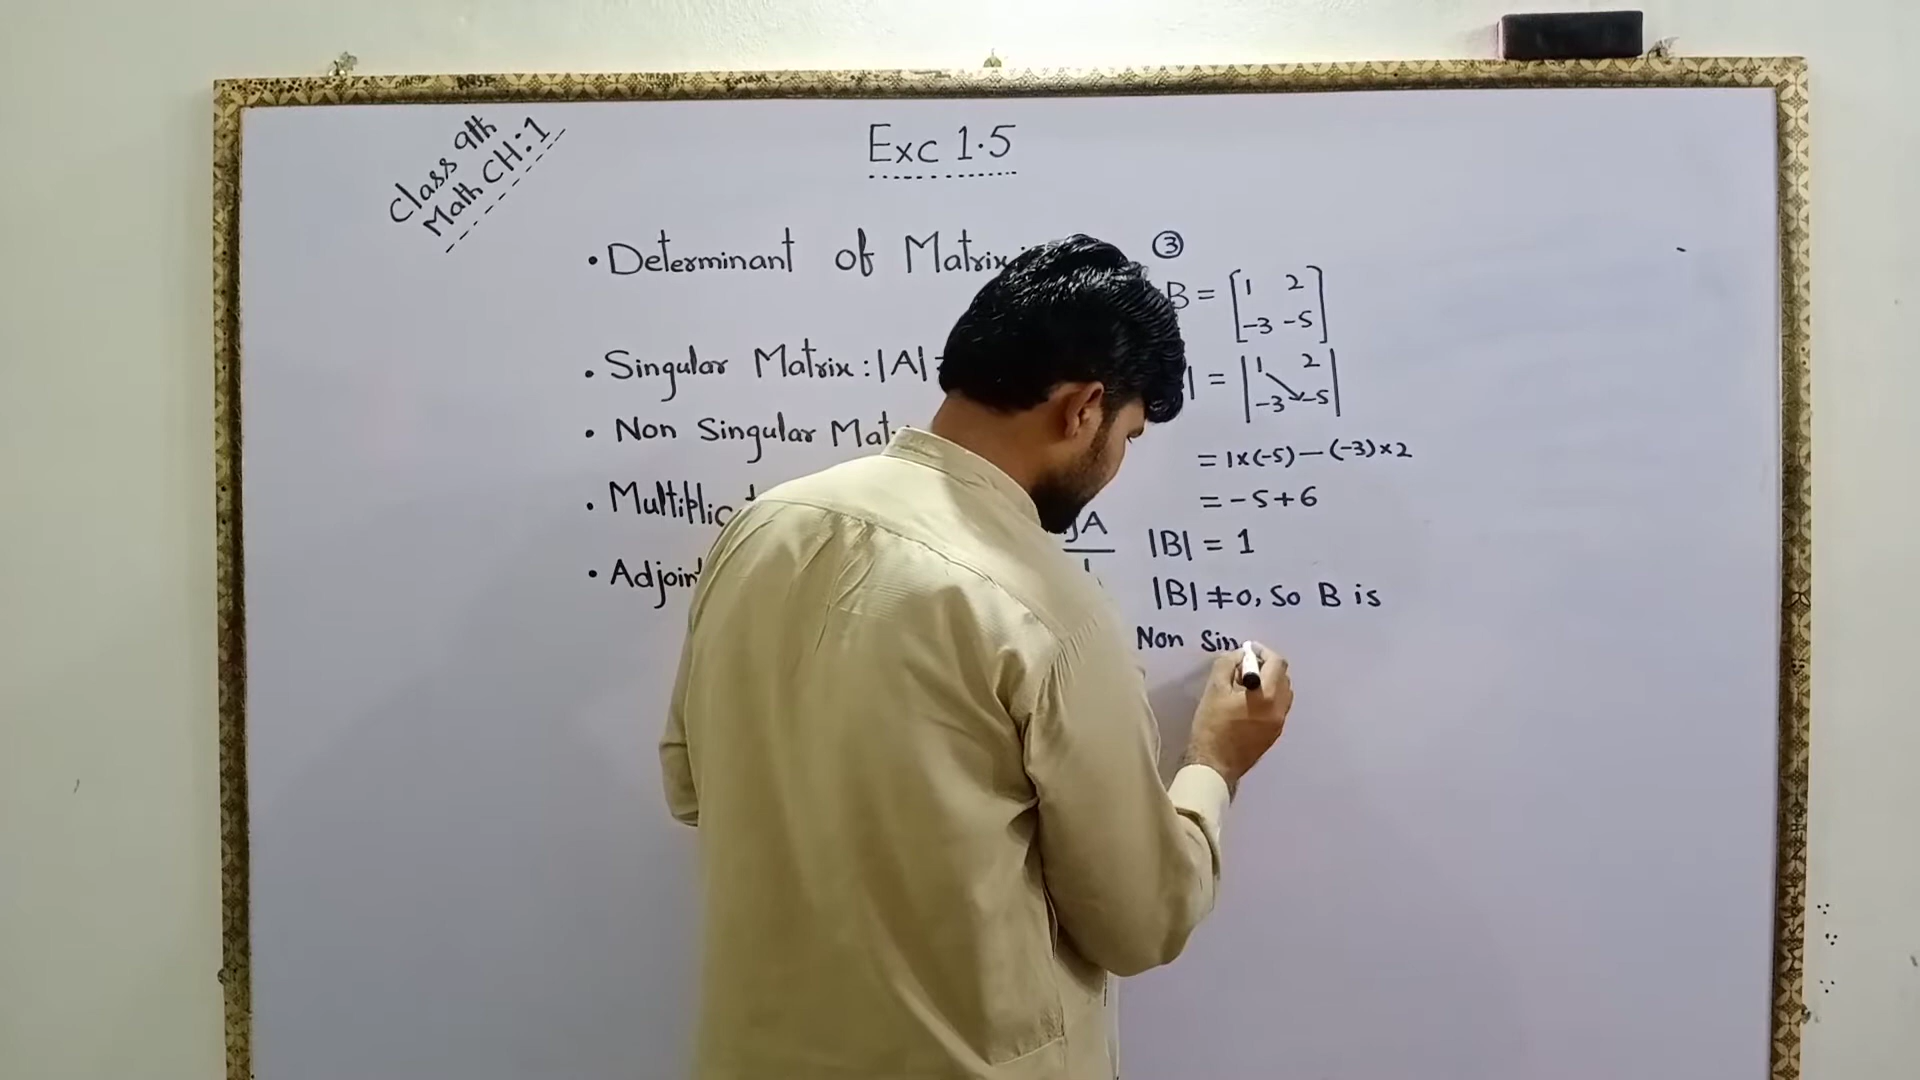 Class 9th
Math CH:1
Exc 1.5
• Determinant of Matrix
• Singular Matrix : |A|
• Non Singular Mat
• Multiplic
• Adjoin
A
③
B = [1 2
-3 -5]
| = |1 2
-3 -5|
= 1×(-5) – (-3)×2
= -5+6
|B| = 1
|B| ≠ 0, So B is
Non Sin